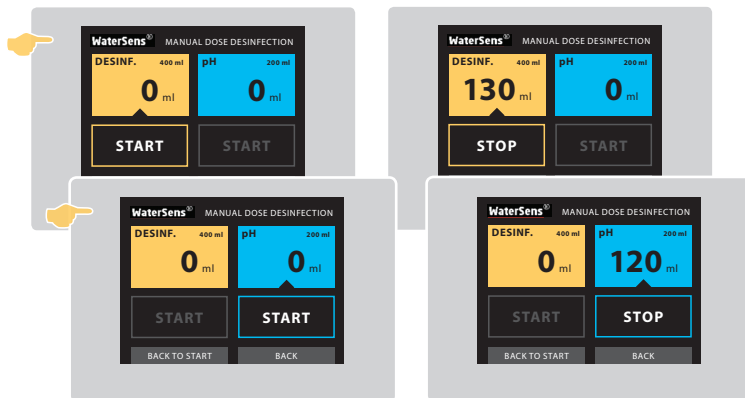 WaterSens® MANUAL DOSE DESINFECTION
DESINF. 400 ml pH 200 ml
0 ml 0 ml
START START
WaterSens® MANUAL DOSE DESINFECTION
DESINF. 400 ml pH 200 ml
130 ml 0 ml
STOP START
WaterSens® MANUAL DOSE DESINFECTION
DESINF. 400 ml pH 200 ml
0 ml 0 ml
START START
BACK TO START BACK
WaterSens® MANUAL DOSE DESINFECTION
DESINF. 400 ml pH 200 ml
0 ml 120 ml
START STOP
BACK TO START BACK